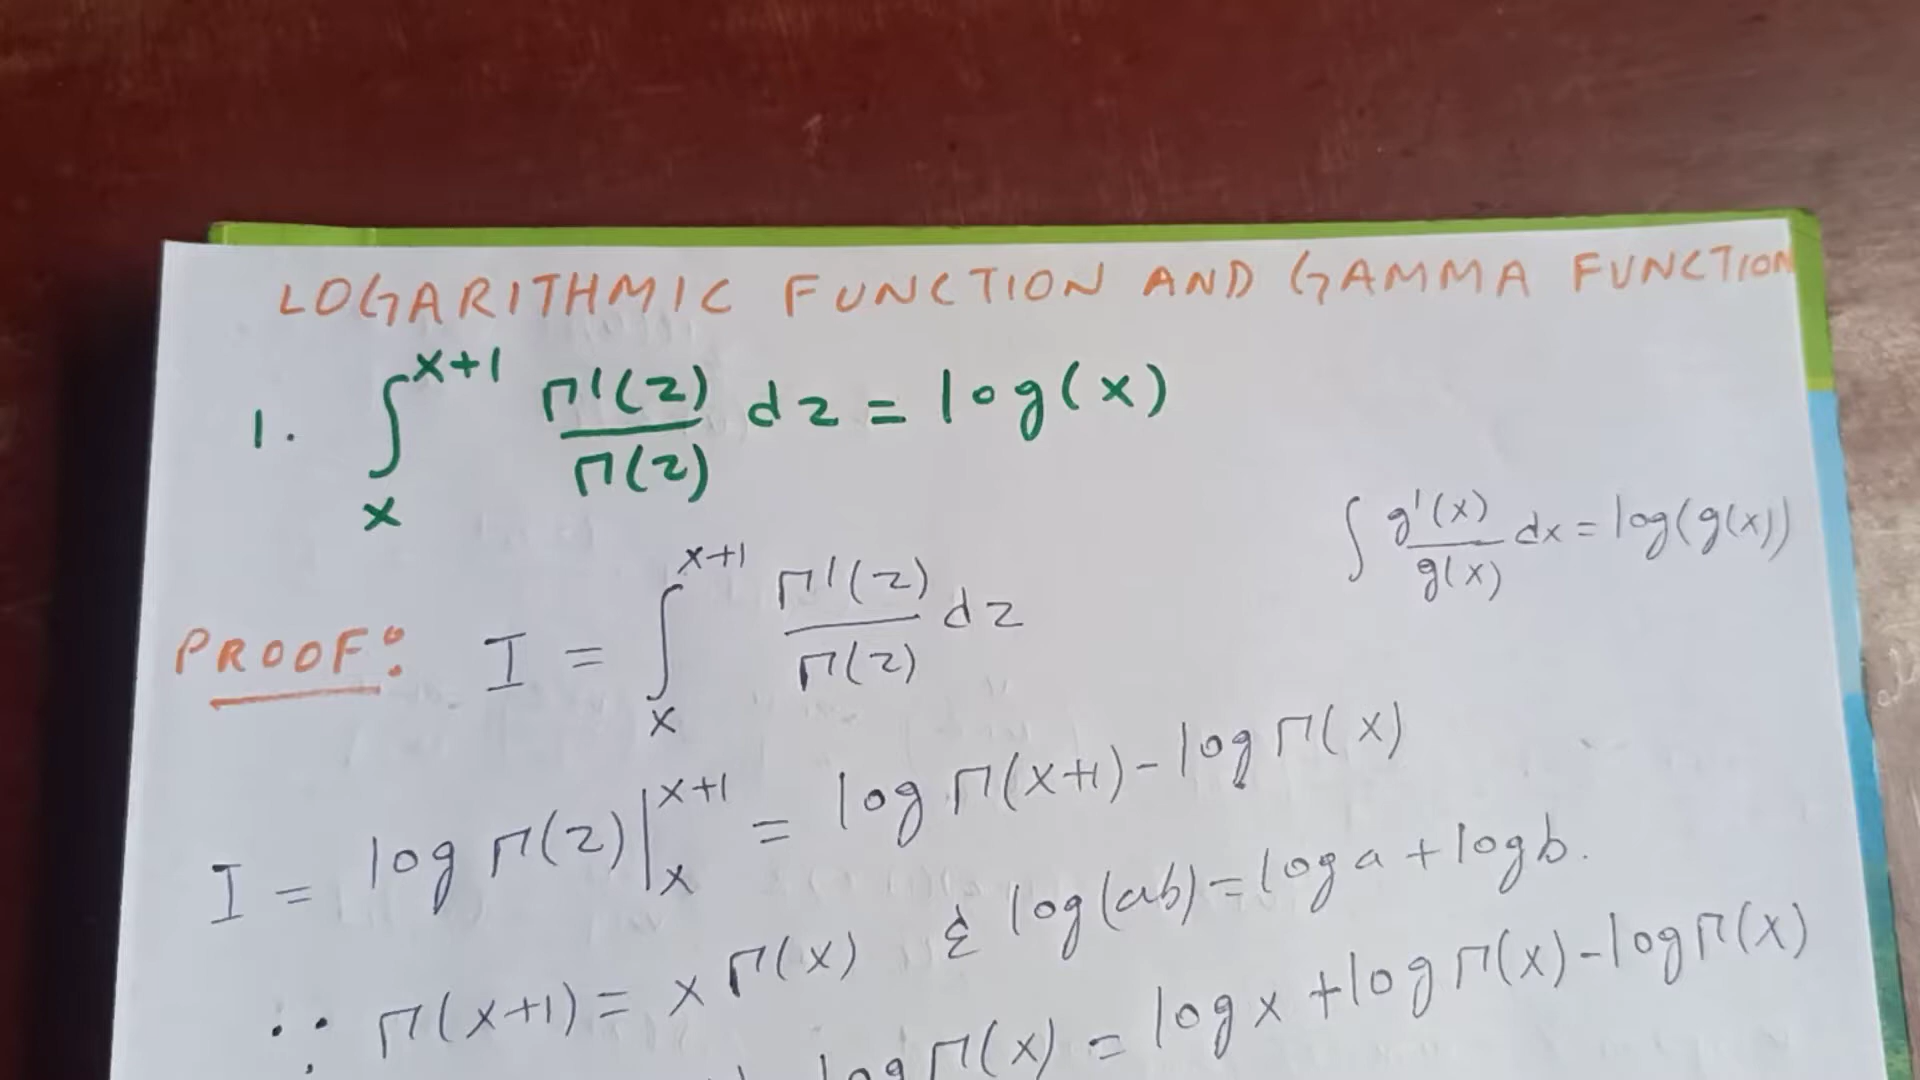 LOGARITHMIC FUNCTION AND GAMMA FUNCTION
1. ∫_x^{x+1} Γ'(z)/Γ(z) dz = log(x)
∫ g'(x)/g(x) dx = log(g(x))
PROOF: I = ∫_x^{x+1} Γ'(z)/Γ(z) dz
I = log Γ(z)|_x^{x+1} = log Γ(x+1) - log Γ(x)
∵ Γ(x+1) = x Γ(x) & log(ab) = log a + log b.
log Γ(x) = log x + log Γ(x) - log Γ(x)